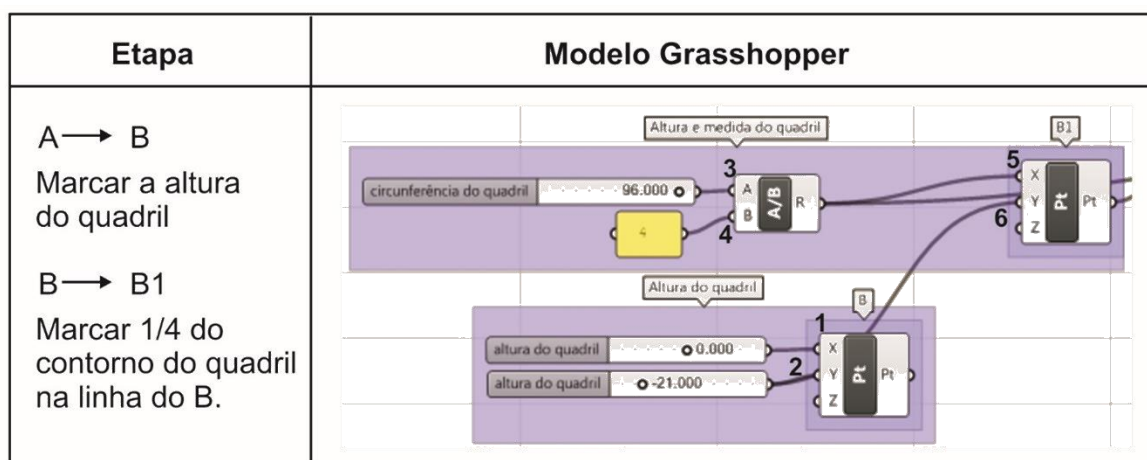 Etapa
Modelo Grasshopper
A → B
Marcar a altura
do quadril
B → B1
Marcar 1/4 do
contorno do quadril
na linha do B.
Altura e medida do quadril
B1
circunferência do quadril 96.000
3
A
B
A/B
R
4
4
5
X
Y
Z
Pt
Pt
6
Altura do quadril
B
altura do quadril 0.000
altura do quadril -21.000
1
2
X
Y
Z
Pt
Pt